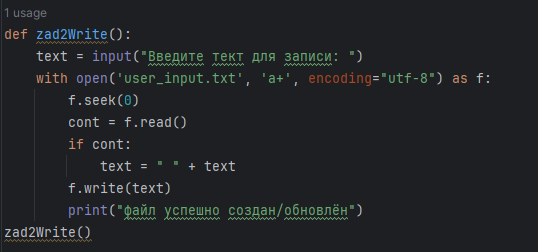 1 usage
def zad2Write():
    text = input("Введите тект для записи: ")
    with open('user_input.txt', 'a+', encoding="utf-8") as f:
        f.seek(0)
        cont = f.read()
        if cont:
            text = " " + text
        f.write(text)
        print("файл успешно создан/обновлён")
zad2Write()